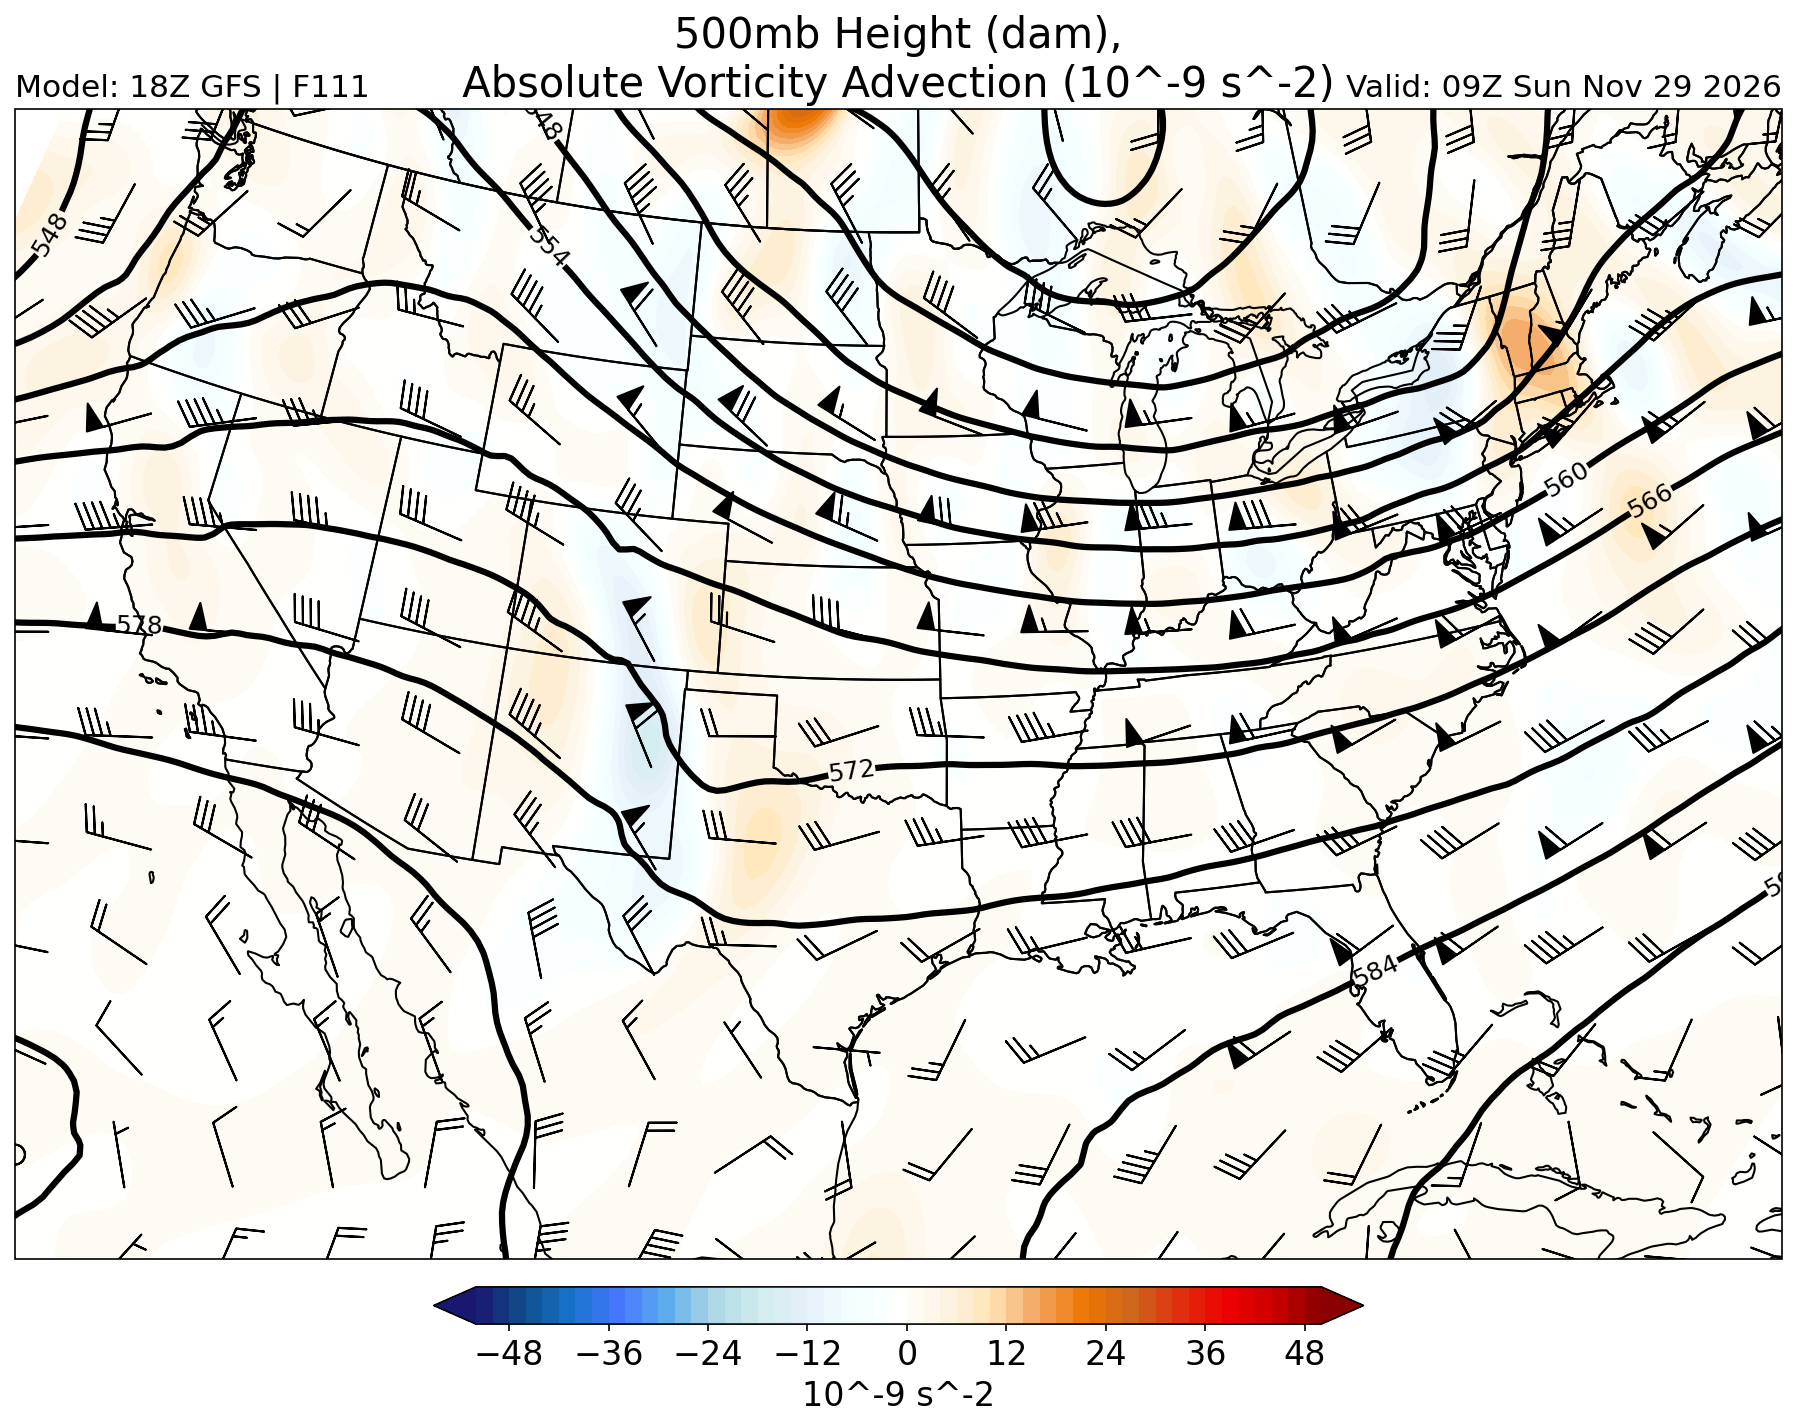 500mb Height (dam),
Model: 18Z GFS | F111
Absolute Vorticity Advection (10^-9 s^-2)
Valid: 09Z Sun Nov 29 2026
548
548
554
560
566
578
572
584
−48 −36 −24 −12 0 12 24 36 48
10^-9 s^-2